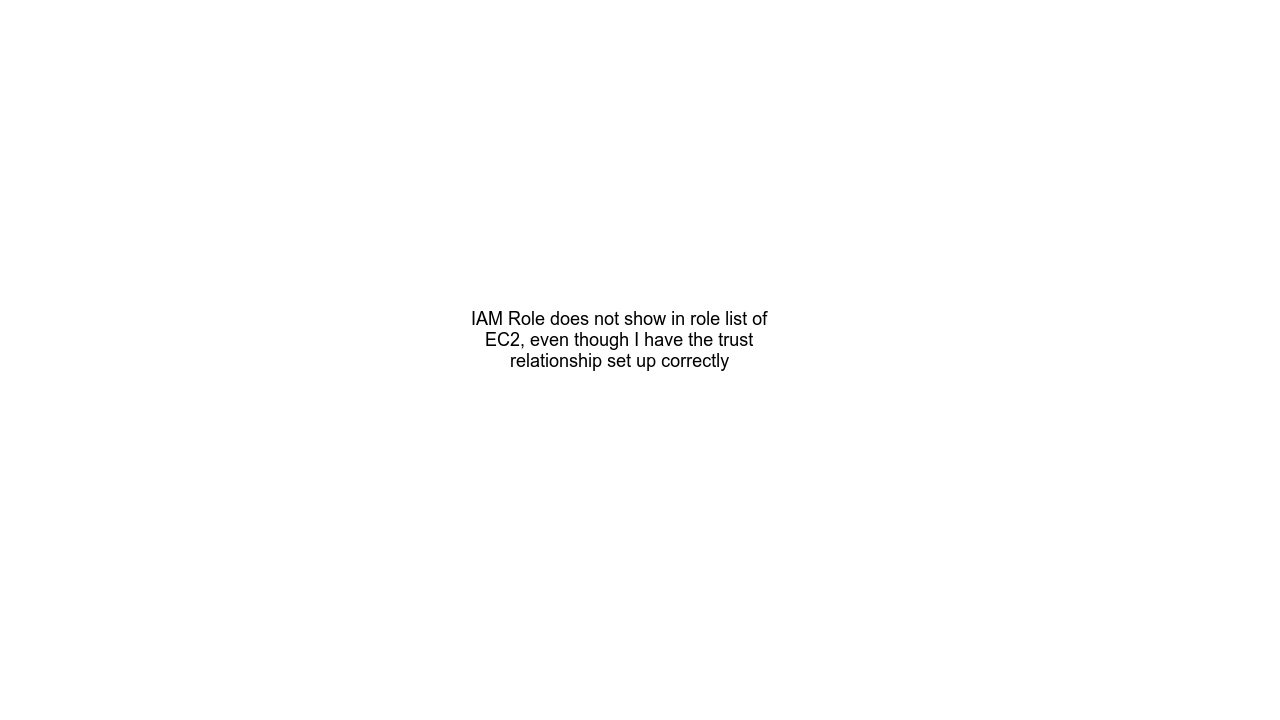 IAM Role does not show in role list of
EC2, even though I have the trust
relationship set up correctly